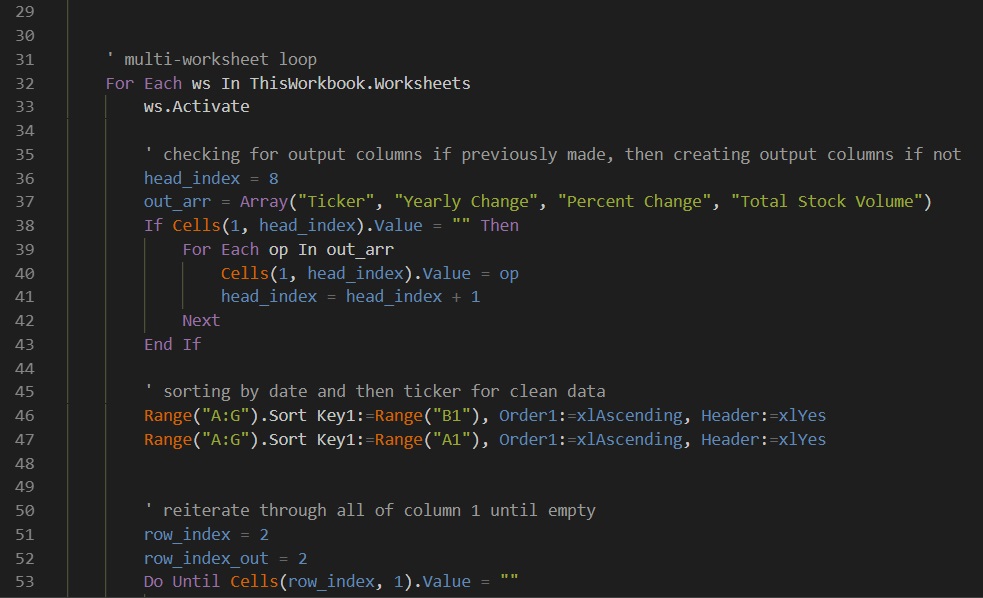 29
30
31 ' multi-worksheet loop
32 For Each ws In ThisWorkbook.Worksheets
33 ws.Activate
34
35 ' checking for output columns if previously made, then creating output columns if not
36 head_index = 8
37 out_arr = Array("Ticker", "Yearly Change", "Percent Change", "Total Stock Volume")
38 If Cells(1, head_index).Value = "" Then
39 For Each op In out_arr
40 Cells(1, head_index).Value = op
41 head_index = head_index + 1
42 Next
43 End If
44
45 ' sorting by date and then ticker for clean data
46 Range("A:G").Sort Key1:=Range("B1"), Order1:=xlAscending, Header:=xlYes
47 Range("A:G").Sort Key1:=Range("A1"), Order1:=xlAscending, Header:=xlYes
48
49
50 ' reiterate through all of column 1 until empty
51 row_index = 2
52 row_index_out = 2
53 Do Until Cells(row_index, 1).Value = ""